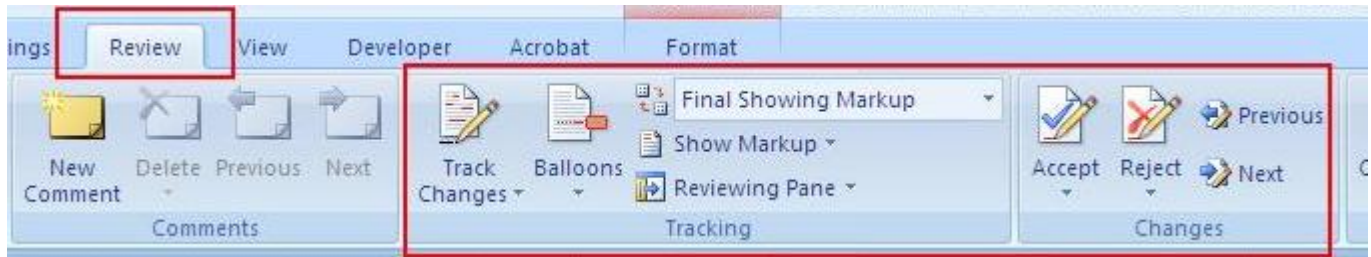 ings Review View Developer Acrobat Format
New Comment
Delete
Previous
Next
Comments
Track Changes
Balloons
Final Showing Markup
Show Markup
Reviewing Pane
Tracking
Accept
Reject
Previous
Next
Changes